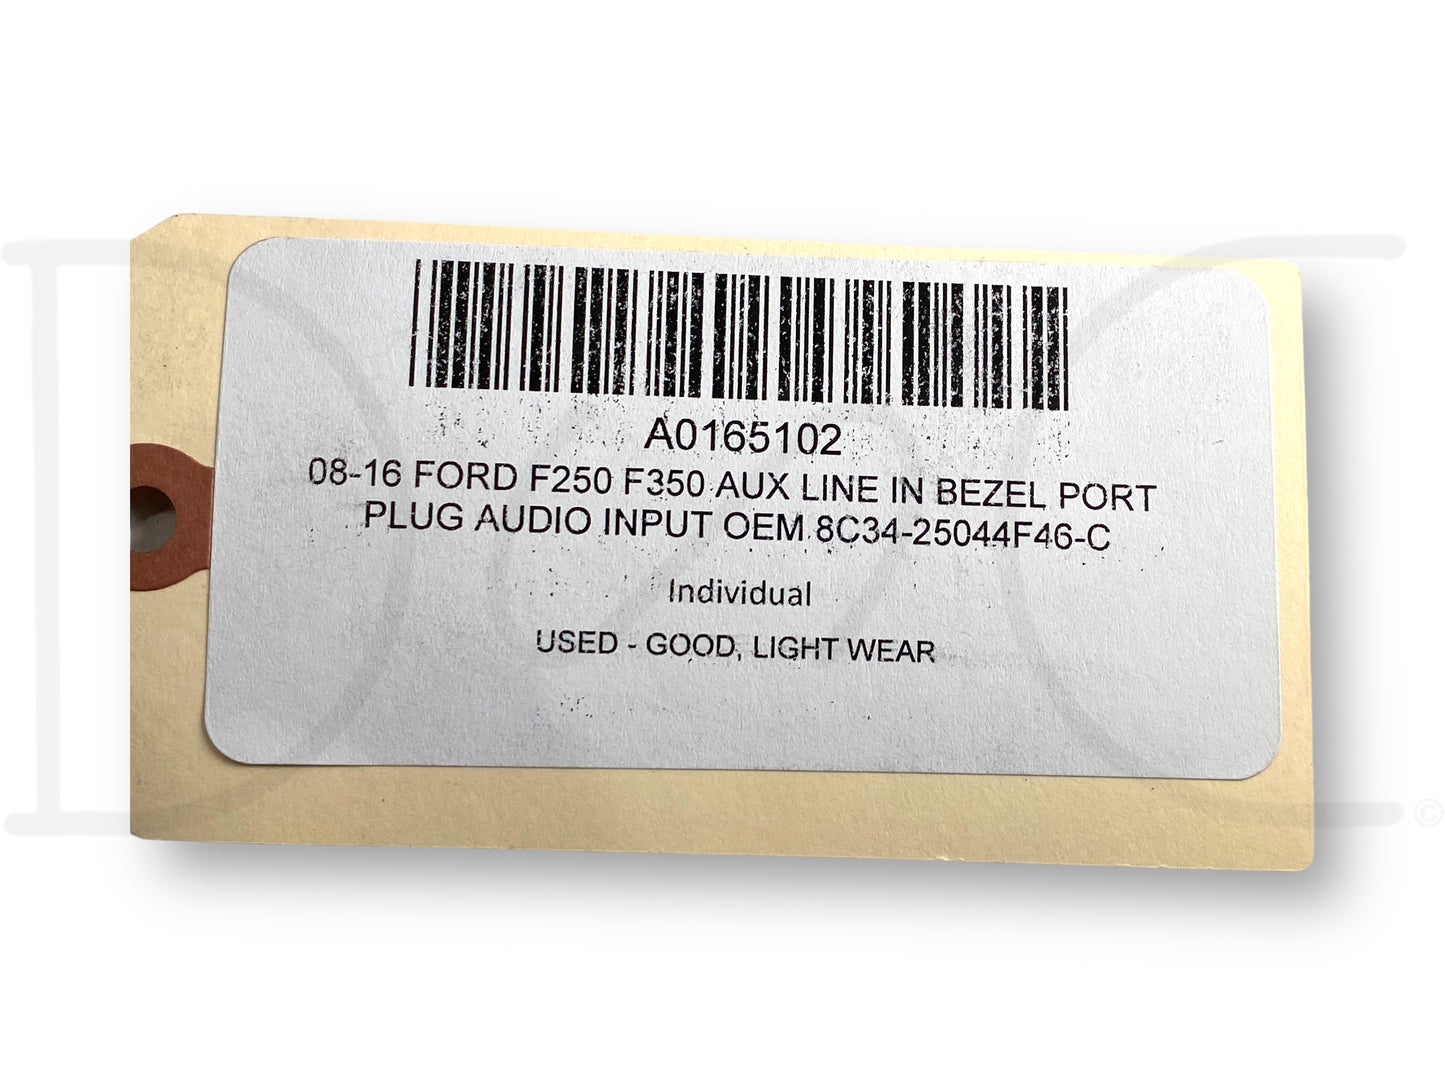 A0165102
08-16 FORD F250 F350 AUX LINE IN BEZEL PORT
PLUG AUDIO INPUT OEM 8C34-25044F46-C
Individual
USED - GOOD, LIGHT WEAR
©